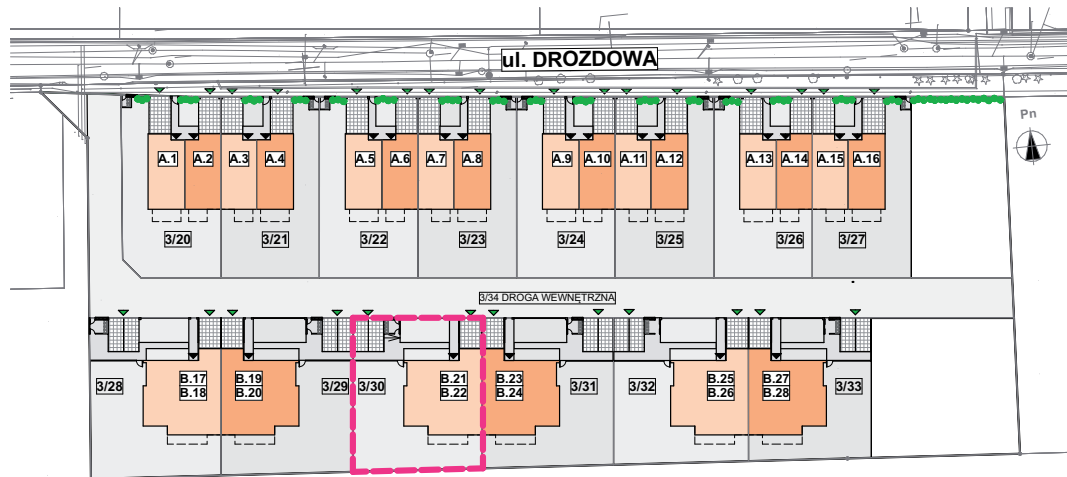 ul. DROZDOWA
Pn
A.1 A.2 A.3 A.4 A.5 A.6 A.7 A.8 A.9 A.10 A.11 A.12 A.13 A.14 A.15 A.16
3/20 3/21 3/22 3/23 3/24 3/25 3/26 3/27
3/34 DROGA WEWNĘTRZNA
3/28 B.17 B.19 3/29 3/30 B.21 B.23 3/31 3/32 B.25 B.27 3/33
B.18 B.20 B.22 B.24 B.26 B.28